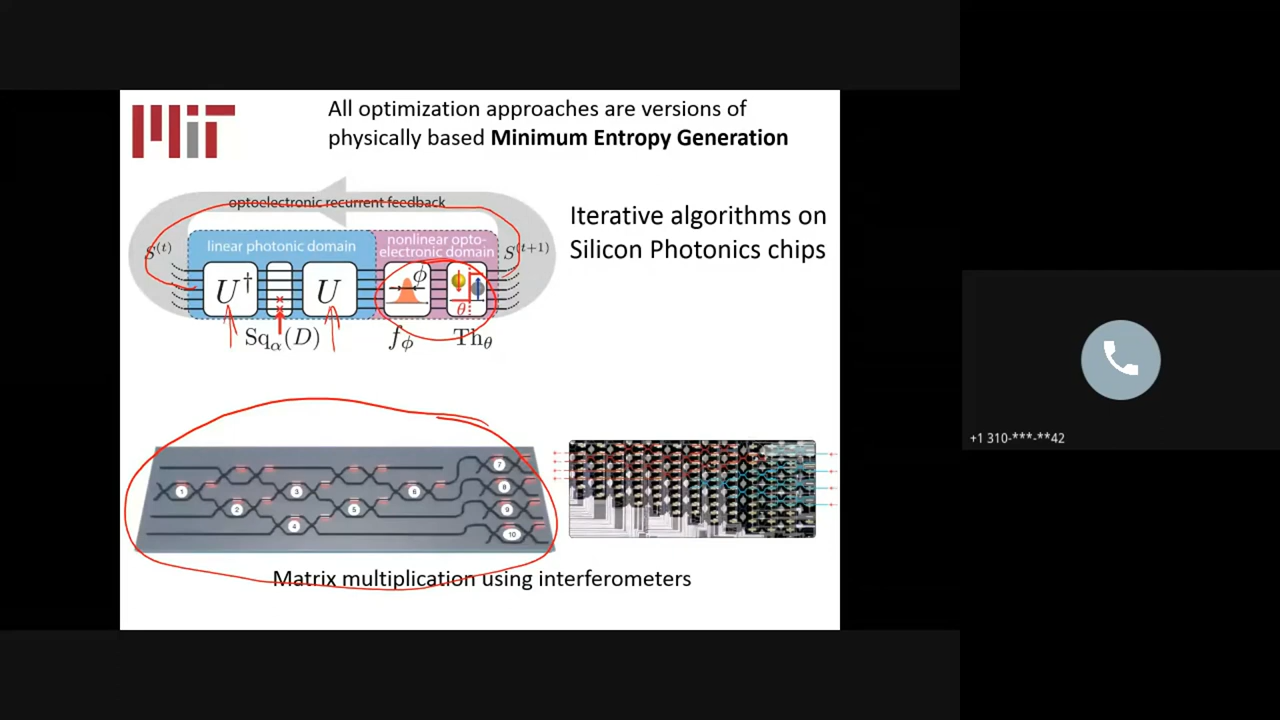 MIT
All optimization approaches are versions of
physically based Minimum Entropy Generation
optoelectronic recurrent feedback
Iterative algorithms on
Silicon Photonics chips
S(t)
linear photonic domain
nonlinear opto-
electronic domain
S(t+1)
U†
U
ϕ
θ
Sqα(D)
fϕ
Thθ
+1 310-***-**42
7
1
3
6
8
2
5
9
4
10
Matrix multiplication using interferometers